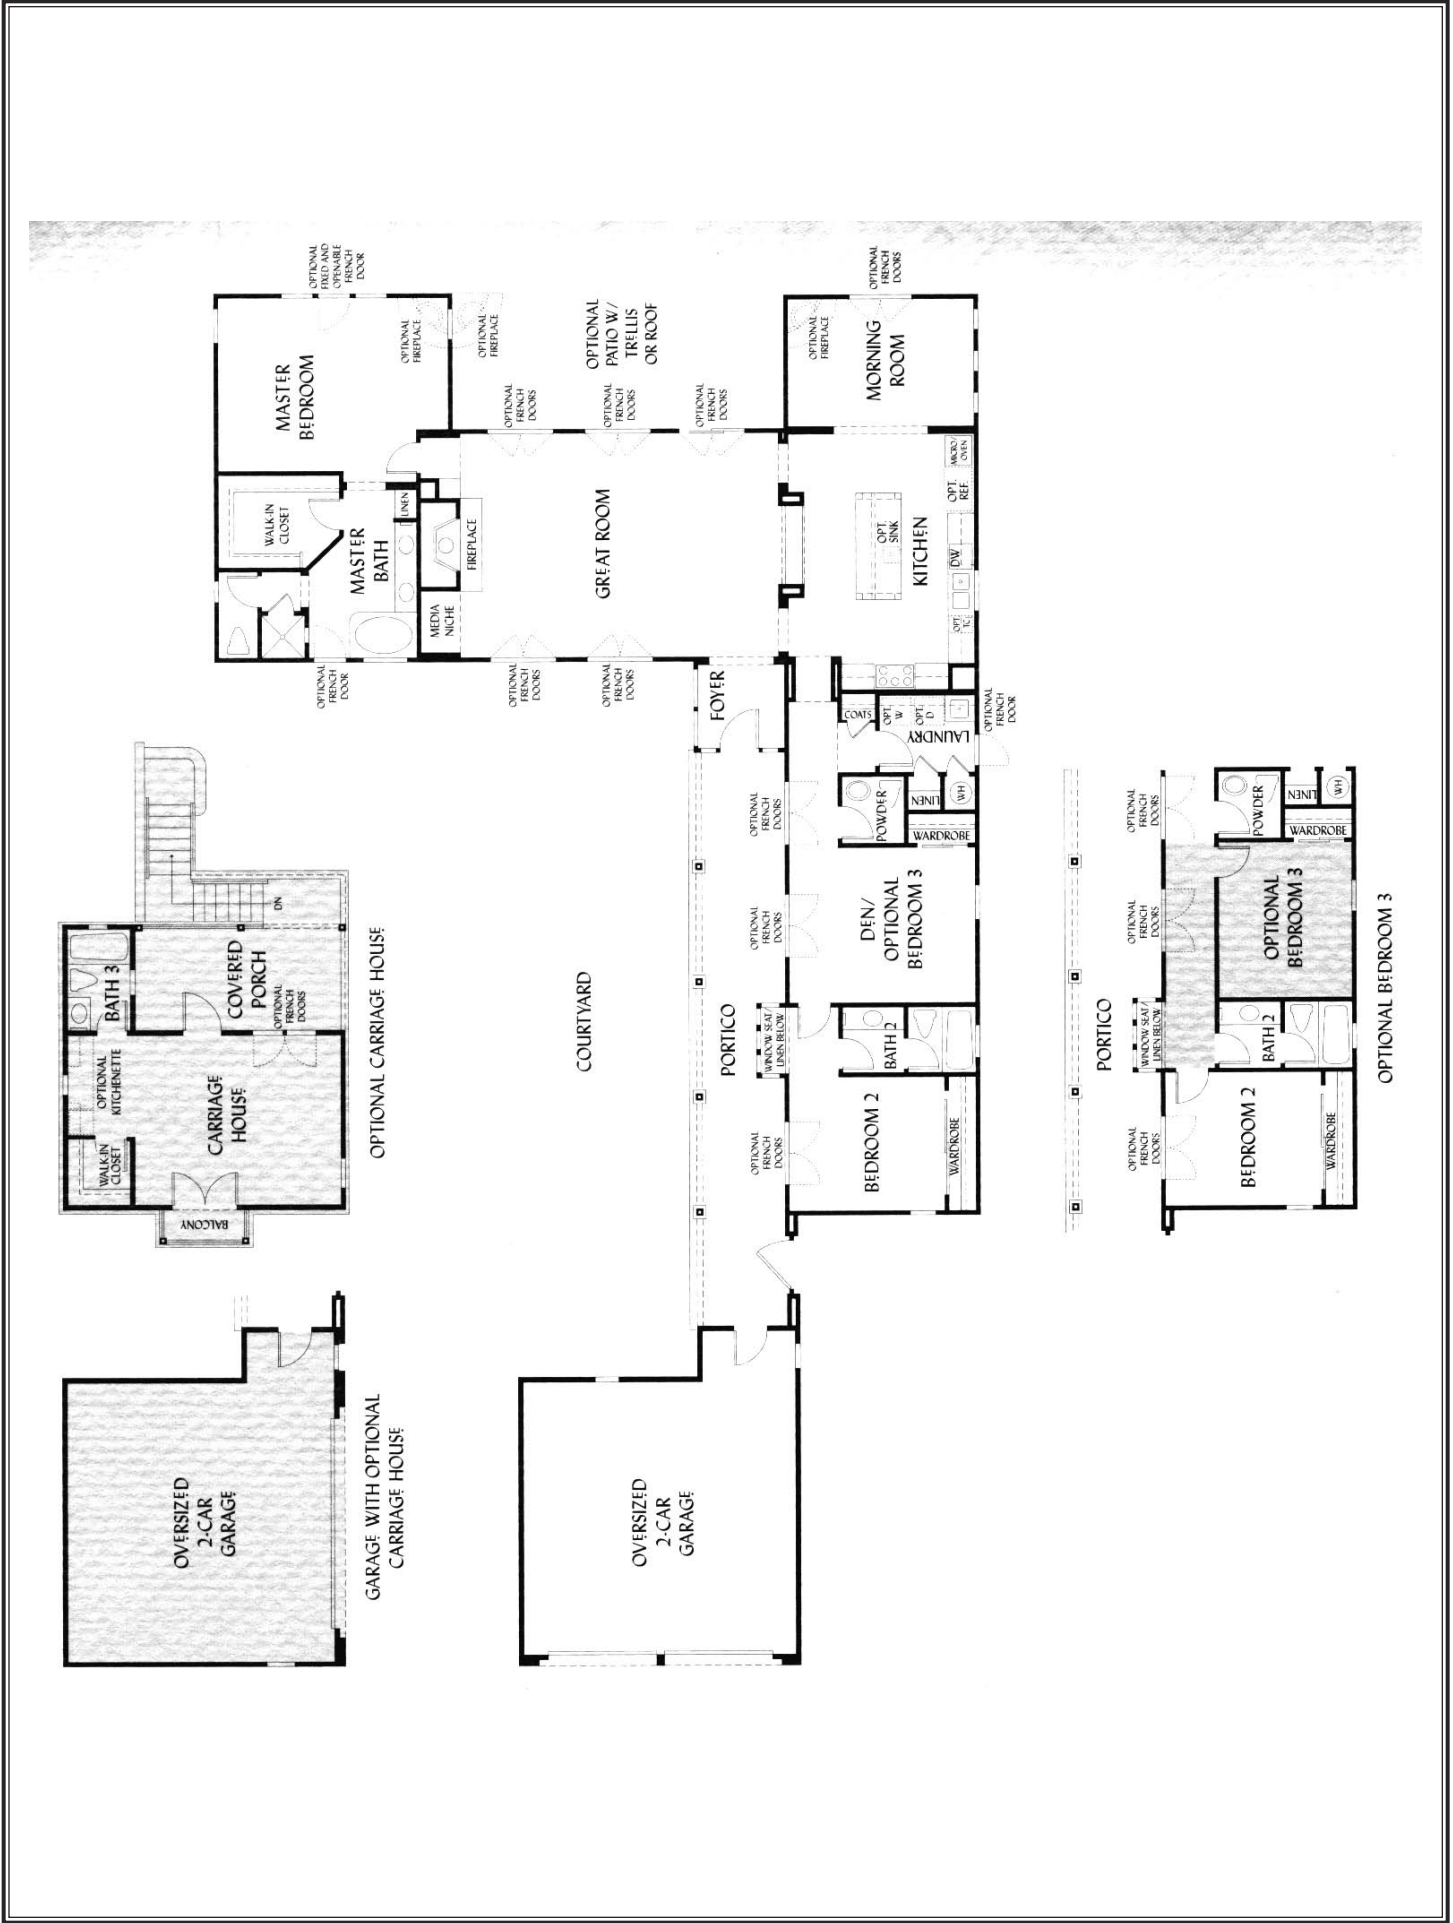 OPTIONAL
FIXED AND
OPENABLE
FRENCH
DOOR
MASTER
BEDROOM
OPTIONAL
FIREPLACE
OPTIONAL
FIREPLACE
OPTIONAL
PATIO W/
TRELLIS
OR ROOF
OPTIONAL
FIREPLACE
MORNING
ROOM
OPTIONAL
FRENCH
DOORS
OPTIONAL
FRENCH
DOORS
OPTIONAL
FRENCH
DOORS
OPTIONAL
FRENCH
DOORS
WALK-IN
CLOSET
MASTER
BATH
LINEN
FIREPLACE
MEDIA
NICHE
GREAT ROOM
OPT.
SINK
KITCHEN
MICRO/
OVEN
OPT.
REF.
DW
OPT.
TC
OPTIONAL
FRENCH
DOOR
OPTIONAL
FRENCH
DOORS
OPTIONAL
FRENCH
DOORS
FOYER
COATS
OPT.
W
OPT.
D
LAUNDRY
OPTIONAL
FRENCH
DOOR
LINEN
WH
POWDER
WARDROBE
OPTIONAL
FRENCH
DOORS
OPTIONAL
FRENCH
DOORS
DEN/
OPTIONAL
BEDROOM 3
COURTYARD
PORTICO
WINDOW SEAT/
LINEN BELOW
BATH 2
OPTIONAL
FRENCH
DOORS
BEDROOM 2
WARDROBE
OVERSIZED
2-CAR
GARAGE
DN
BATH 3
COVERED
PORCH
OPTIONAL
FRENCH
DOORS
OPTIONAL
KITCHENETTE
CARRIAGE
HOUSE
WALK-IN
CLOSET
BALCONY
OPTIONAL CARRIAGE HOUSE
OVERSIZED
2-CAR
GARAGE
GARAGE WITH OPTIONAL
CARRIAGE HOUSE
OPTIONAL
FRENCH
DOORS
POWDER
LINEN
WH
WARDROBE
OPTIONAL
FRENCH
DOORS
OPTIONAL
BEDROOM 3
PORTICO
WINDOW SEAT/
LINEN BELOW
BATH 2
OPTIONAL
FRENCH
DOORS
BEDROOM 2
WARDROBE
OPTIONAL BEDROOM 3